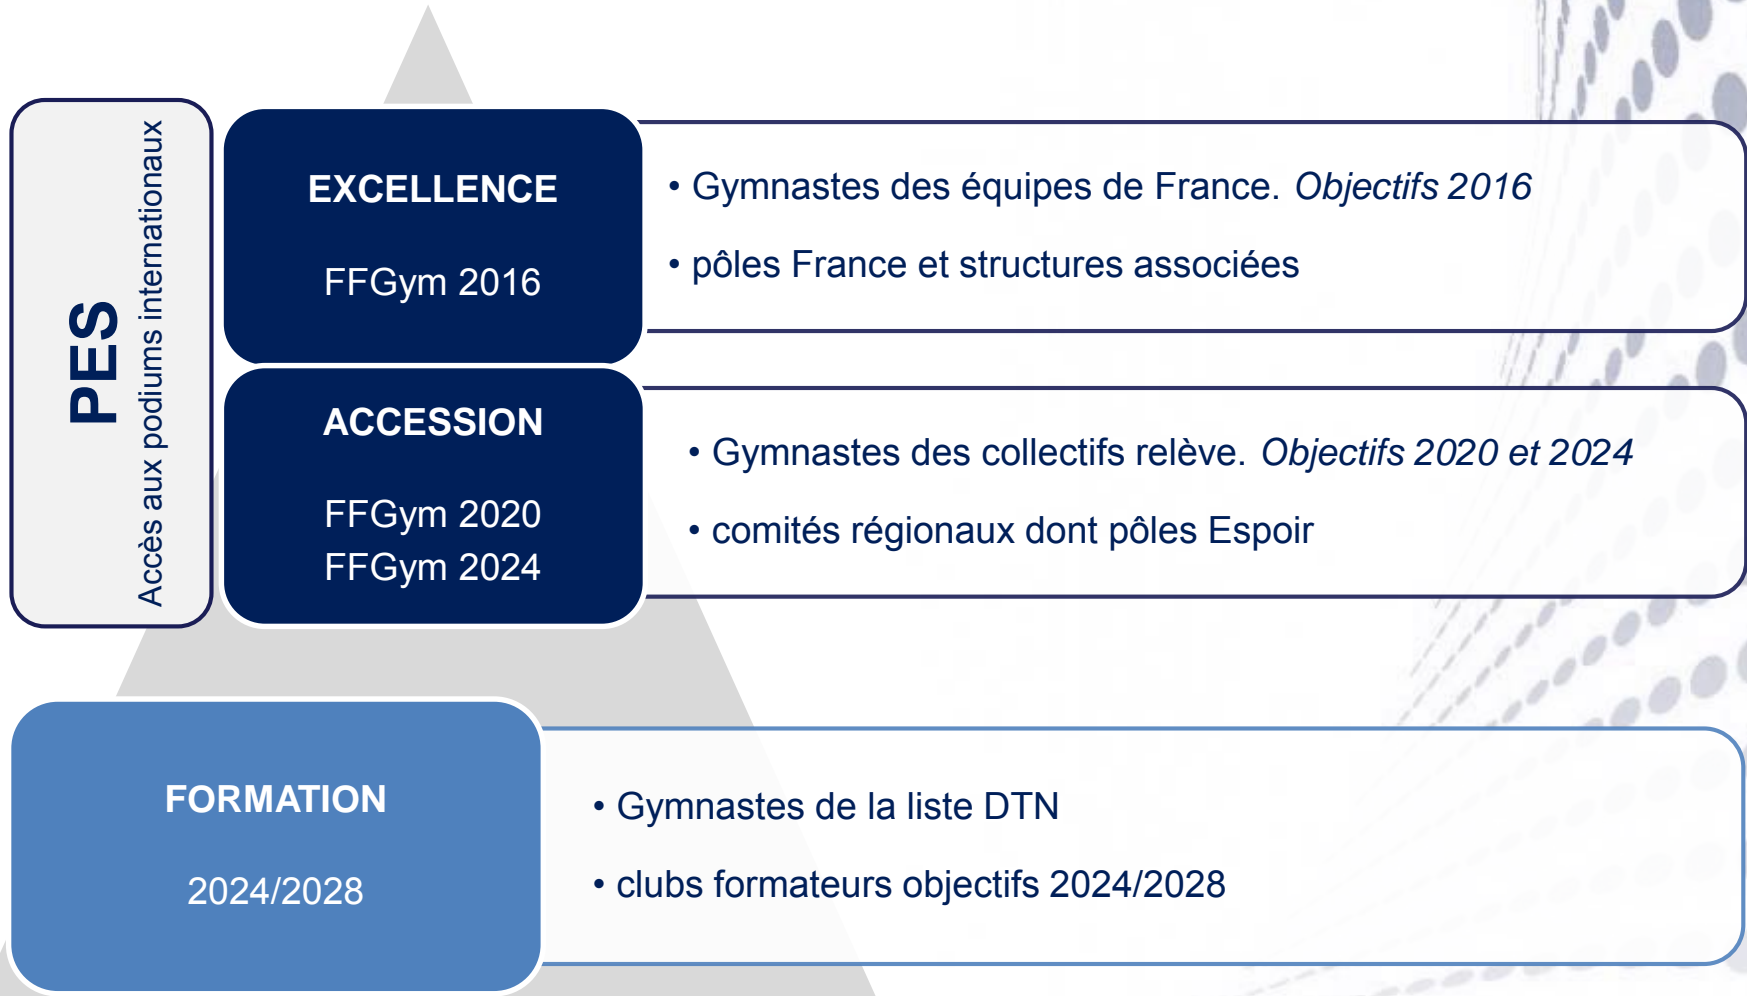 PES
Accès aux podiums internationaux
EXCELLENCE
FFGym 2016
• Gymnastes des équipes de France. Objectifs 2016
• pôles France et structures associées
ACCESSION
FFGym 2020
FFGym 2024
• Gymnastes des collectifs relève. Objectifs 2020 et 2024
• comités régionaux dont pôles Espoir
FORMATION
2024/2028
• Gymnastes de la liste DTN
• clubs formateurs objectifs 2024/2028